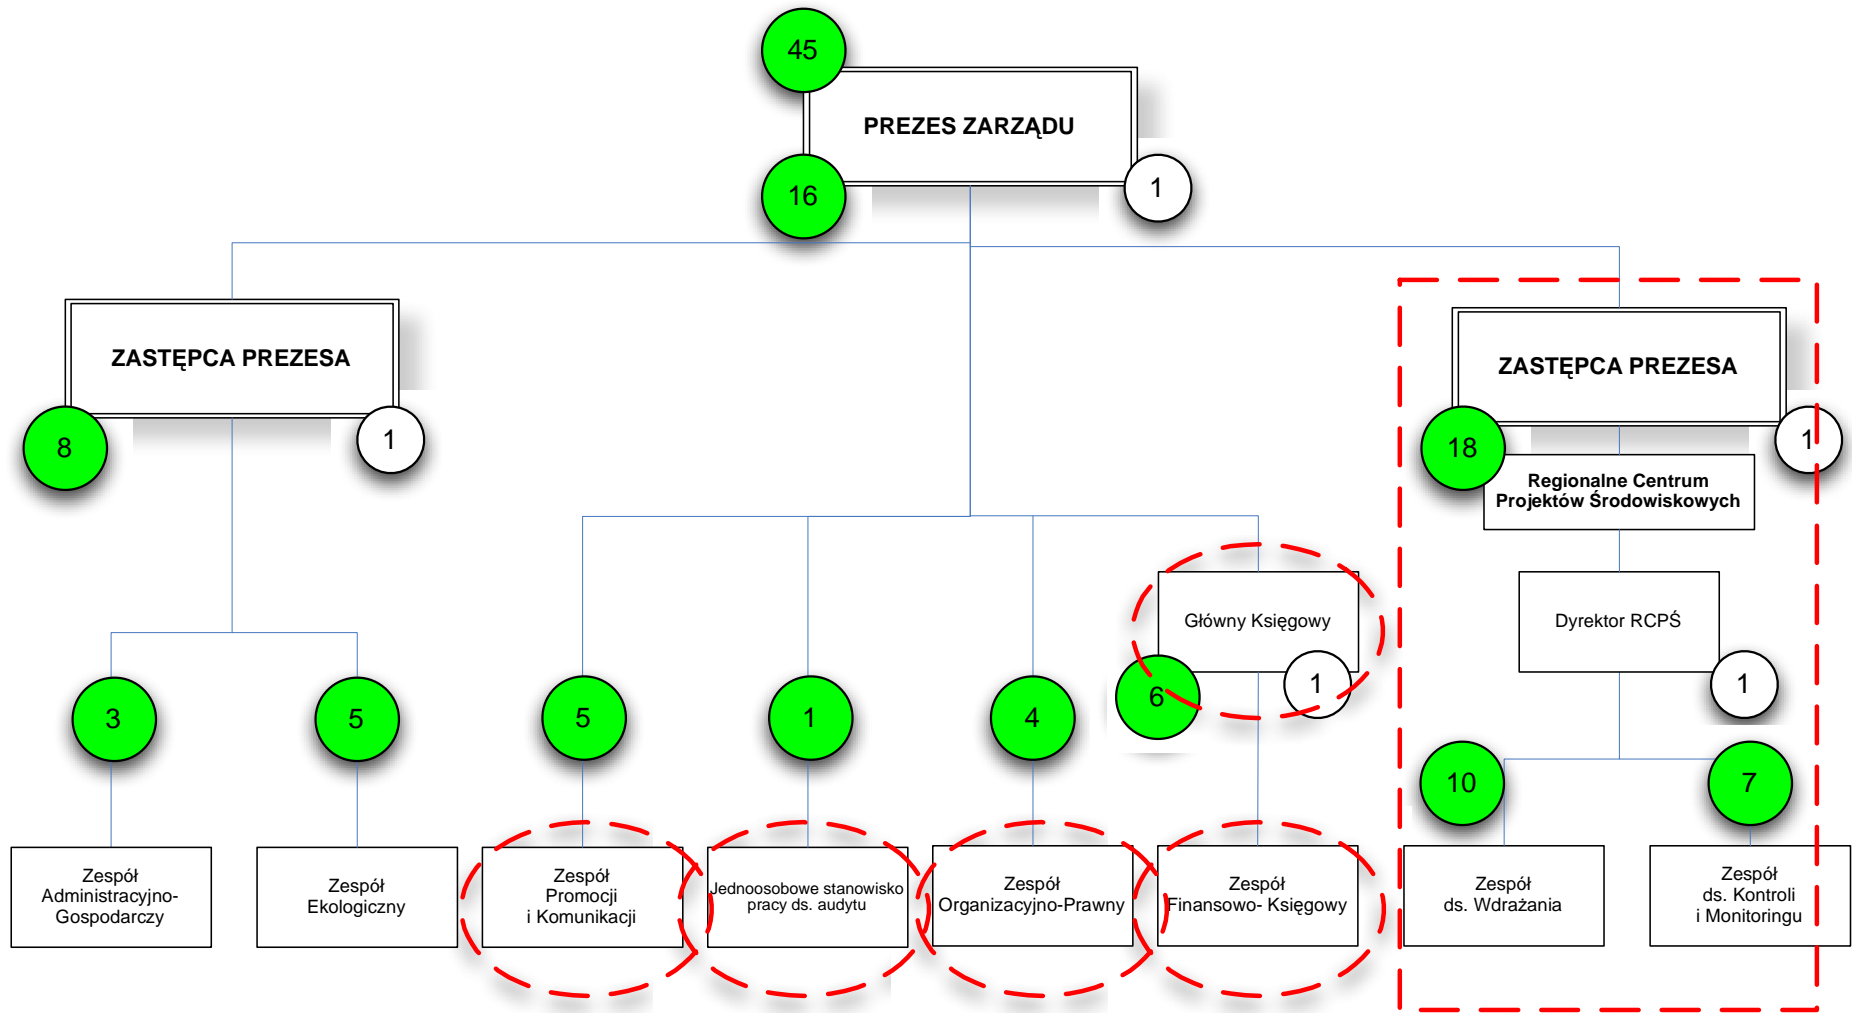 45
PREZES ZARZĄDU
16
1
ZASTĘPCA PREZESA
8
1
ZASTĘPCA PREZESA
18
1
Regionalne Centrum
Projektów Środowiskowych
Główny Księgowy
6
1
Dyrektor RCPŚ
1
3
5
5
1
4
10
7
Zespół
Administracyjno-
Gospodarczy
Zespół
Ekologiczny
Zespół
Promocji
i Komunikacji
Jednoosobowe stanowisko
pracy ds. audytu
Zespół
Organizacyjno-Prawny
Zespół
Finansowo- Księgowy
Zespół
ds. Wdrażania
Zespół
ds. Kontroli
i Monitoringu